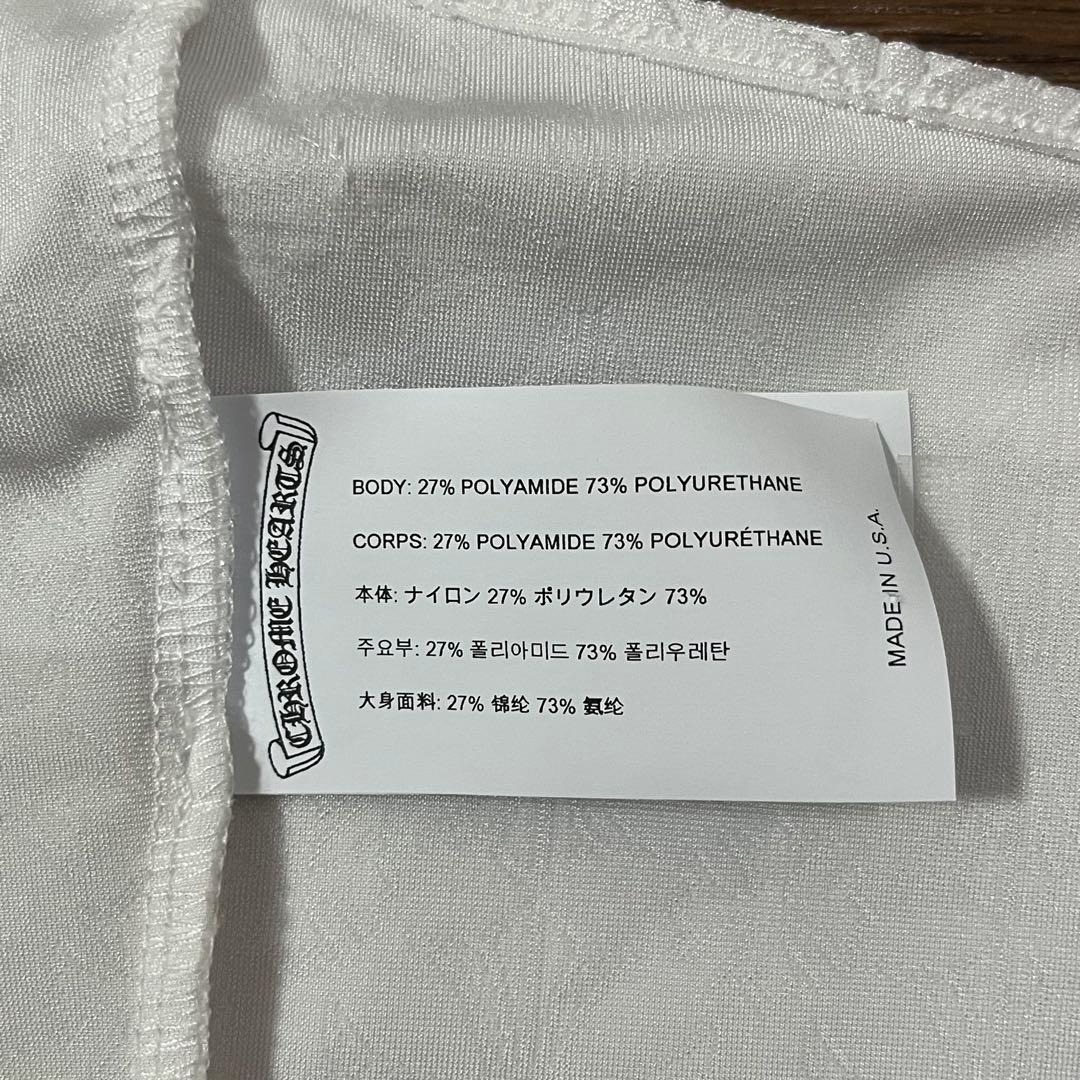 CHROME HEARTS
BODY: 27% POLYAMIDE 73% POLYURETHANE
CORPS: 27% POLYAMIDE 73% POLYURÉTHANE
本体: ナイロン 27% ポリウレタン 73%
주요부: 27% 폴리아미드 73% 폴리우레탄
大身面料: 27% 锦纶 73% 氨纶
MADE IN U.S.A.